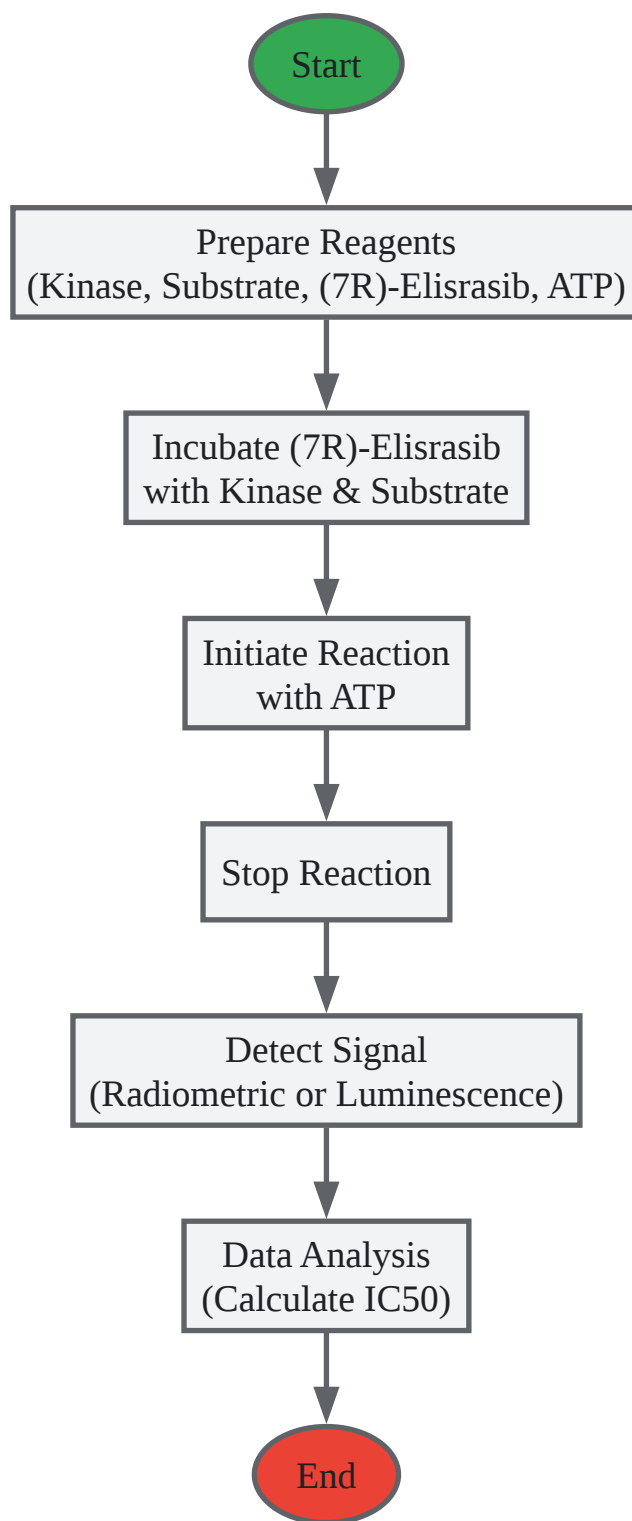 Start
Prepare Reagents
(Kinase, Substrate, (7R)-Elisrasib, ATP)
Incubate (7R)-Elisrasib
with Kinase & Substrate
Initiate Reaction
with ATP
Stop Reaction
Detect Signal
(Radiometric or Luminescence)
Data Analysis
(Calculate IC50)
End